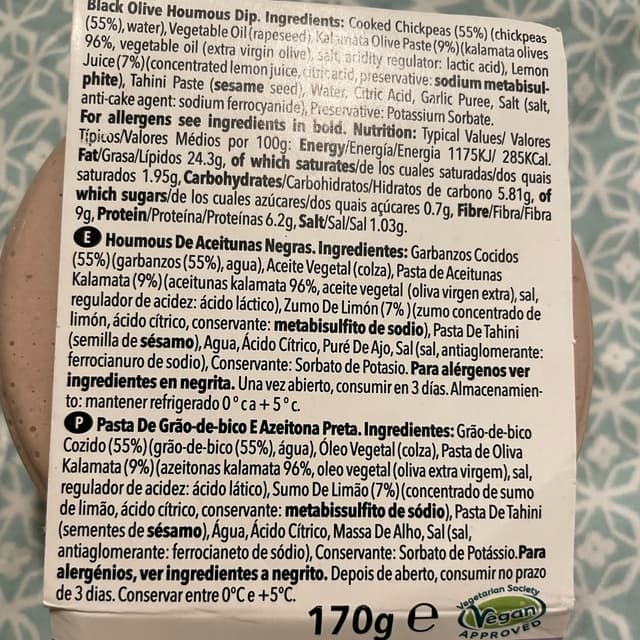 Black Olive Houmous Dip. Ingredients: Cooked Chickpeas (55%) (chickpeas
(55%), water), Vegetable Oil (rapeseed), Kalamata Olive Paste (9%) (kalamata olives
96%, vegetable oil (extra virgin olive), salt, acidity regulator: lactic acid), Lemon
Juice (7%) (concentrated lemon juice, citric acid, preservative: sodium metabisul-
phite), Tahini Paste (sesame seed), Water, Citric Acid, Garlic Puree, Salt (salt,
anti-cake agent: sodium ferrocyanide), Preservative: Potassium Sorbate.
For allergens see ingredients in bold. Nutrition: Typical Values/ Valores
Típicos/Valores Médios por 100g: Energy/Energía/Energia 1175KJ/ 285KCal.
Fat/Grasa/Lípidos 24.3g, of which saturates/de los cuales saturadas/dos quais
saturados 1.95g, Carbohydrates/Carbohidratos/Hidratos de carbono 5.81g, of
which sugars/de los cuales azúcares/dos quais açúcares 0.7g, Fibre/Fibra/Fibra
9g, Protein/Proteína/Proteínas 6.2g, Salt/Sal/Sal 1.03g.
E Houmous De Aceitunas Negras. Ingredientes: Garbanzos Cocidos
(55%) (garbanzos (55%), agua), Aceite Vegetal (colza), Pasta de Aceitunas
Kalamata (9%) (aceitunas kalamata 96%, aceite vegetal (oliva virgen extra), sal,
regulador de acidez: ácido láctico), Zumo De Limón (7%) (zumo concentrado de
limón, ácido cítrico, conservante: metabisulfito de sodio), Pasta De Tahini
(semilla de sésamo), Agua, Ácido Cítrico, Puré De Ajo, Sal (sal, antiaglomerante:
ferrocianuro de sodio), Conservante: Sorbato de Potasio. Para alérgenos ver
ingredientes en negrita. Una vez abierto, consumir en 3 días. Almacenamien-
to: mantener refrigerado 0°c a + 5°c.
P Pasta De Grão-de-bico E Azeitona Preta. Ingredientes: Grão-de-bico
Cozido (55%) (grão-de-bico (55%), água), Óleo Vegetal (colza), Pasta de Oliva
Kalamata (9%) (azeitonas kalamata 96%, oleo vegetal (oliva extra virgem), sal,
regulador de acidez: ácido lático), Sumo De Limão (7%) (concentrado de sumo
de limão, ácido cítrico, conservante: metabissulfito de sódio), Pasta De Tahini
(sementes de sésamo), Água, Ácido Cítrico, Massa De Alho, Sal (sal,
antiaglomerante: ferrocianeto de sódio), Conservante: Sorbato de Potássio. Para
alergénios, ver ingredientes a negrito. Depois de aberto, consumir no prazo
de 3 dias. Conservar entre 0°C e +5°C.
170g e
Vegetarian Society
Vegan
APPROVED